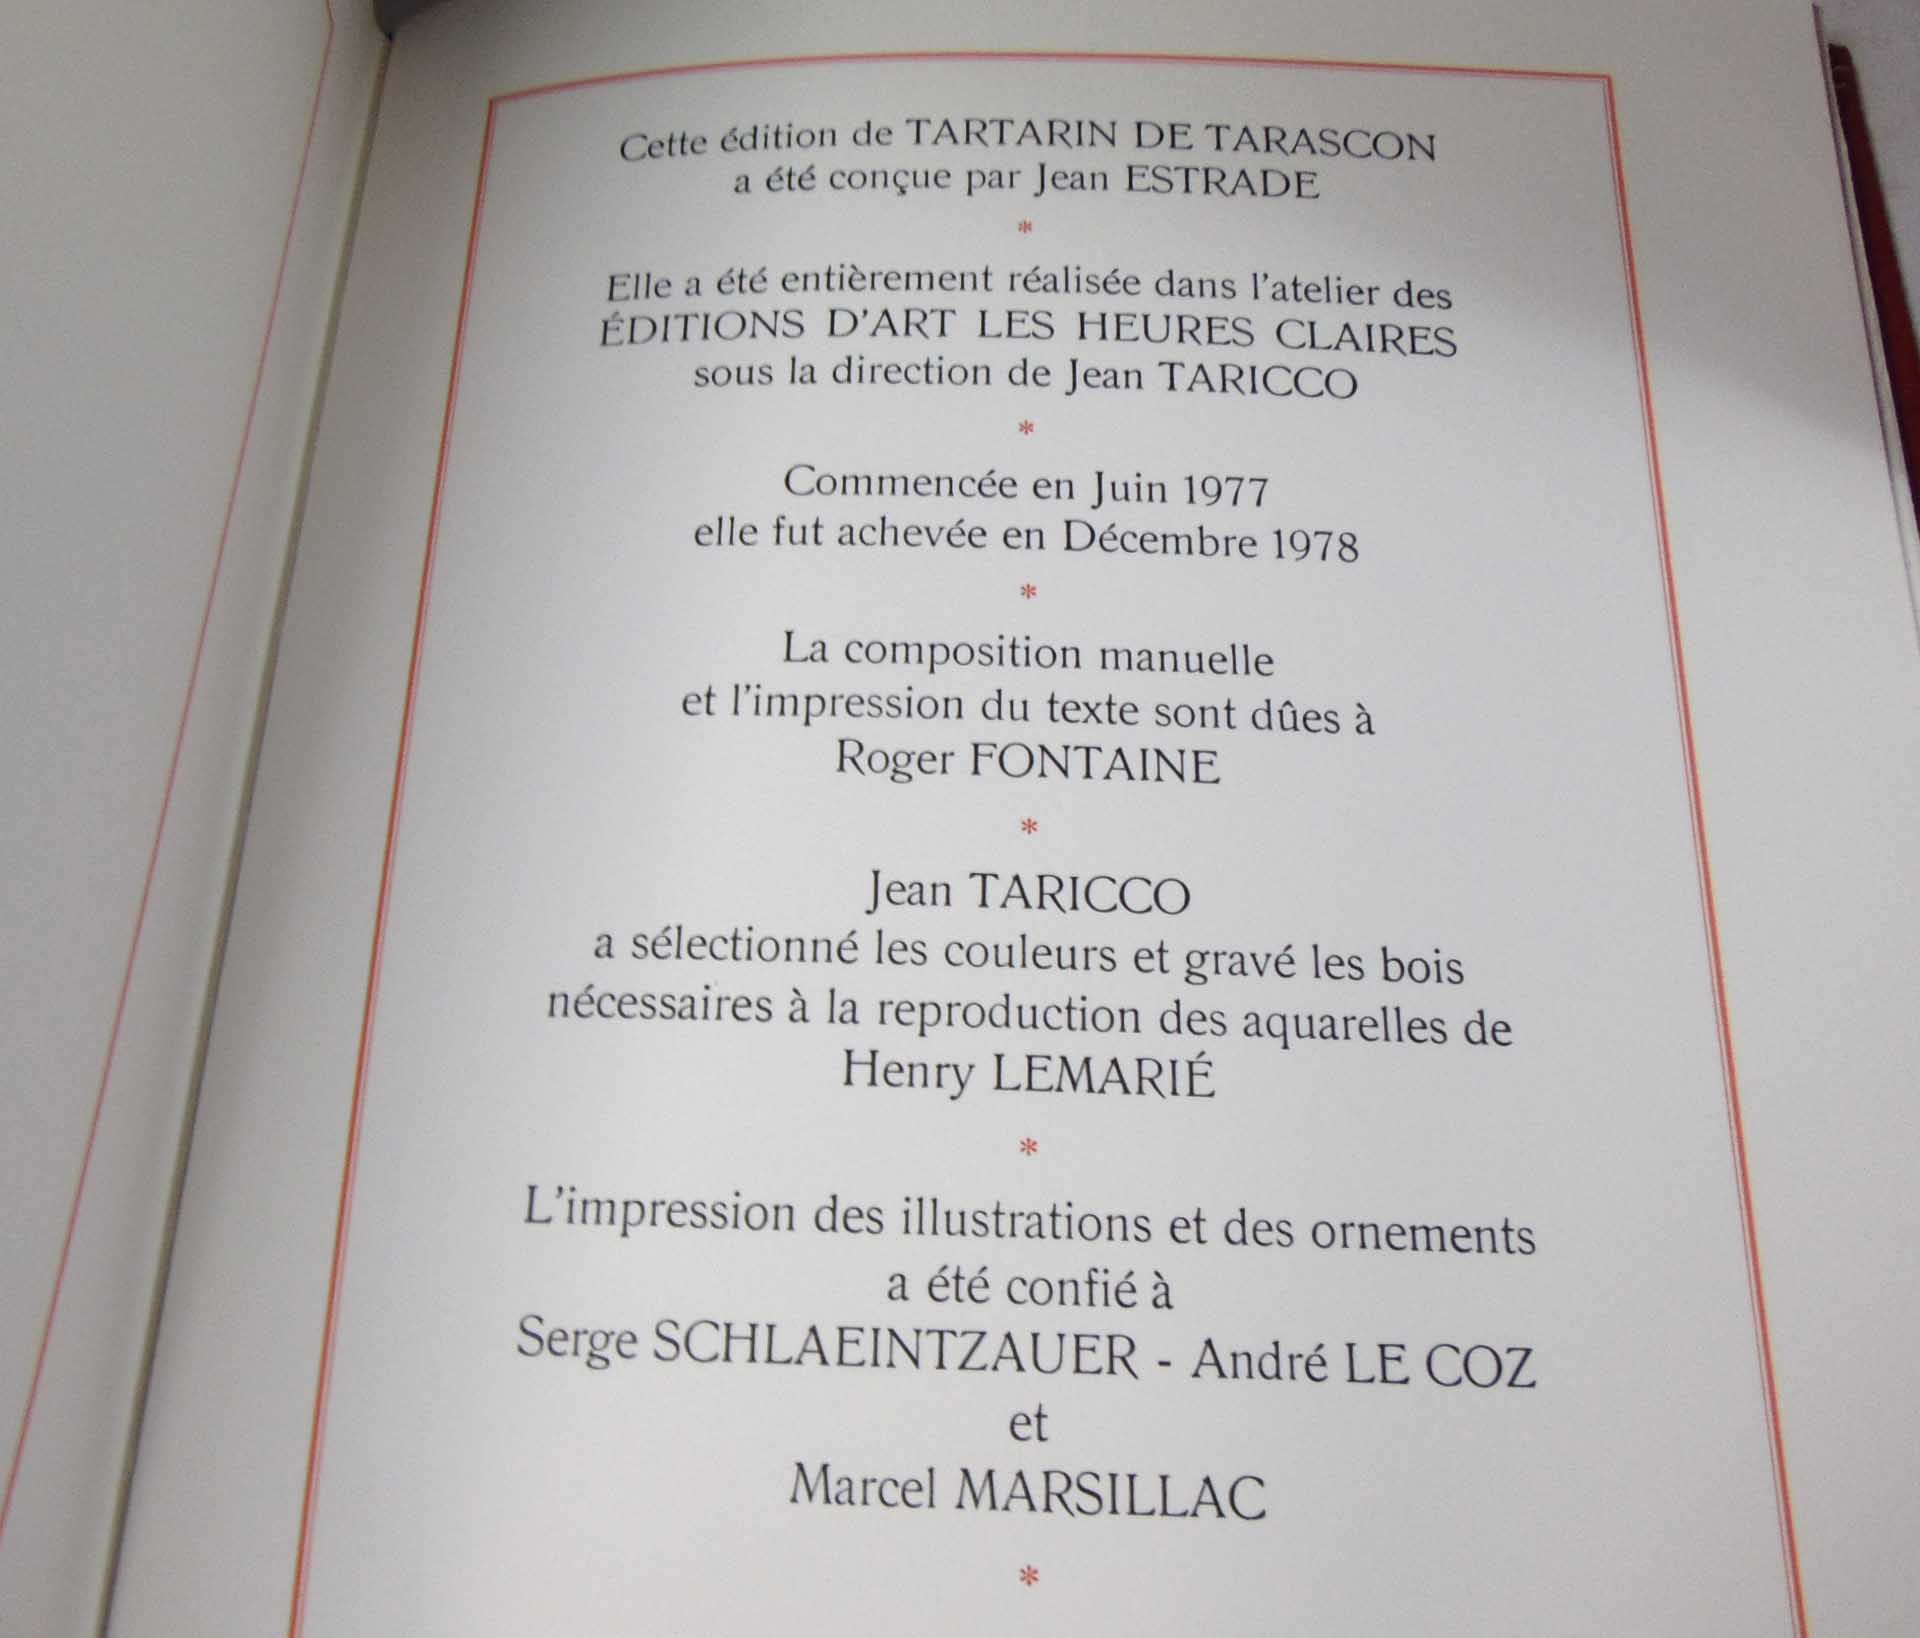 Cette édition de TARTARIN DE TARASCON
a été conçue par Jean ESTRADE
*
Elle a été entièrement réalisée dans l'atelier des
ÉDITIONS D'ART LES HEURES CLAIRES
sous la direction de Jean TARICCO
*
Commencée en Juin 1977
elle fut achevée en Décembre 1978
*
La composition manuelle
et l'impression du texte sont dûes à
Roger FONTAINE
*
Jean TARICCO
a sélectionné les couleurs et gravé les bois
nécessaires à la reproduction des aquarelles de
Henry LEMARIÉ
*
L'impression des illustrations et des ornements
a été confié à
Serge SCHLAEINTZAUER - André LE COZ
et
Marcel MARSILLAC
*